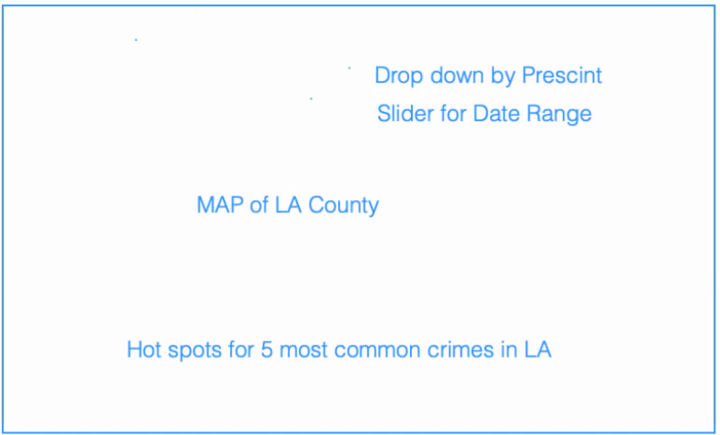 Drop down by Prescint
Slider for Date Range
MAP of LA County
Hot spots for 5 most common crimes in LA